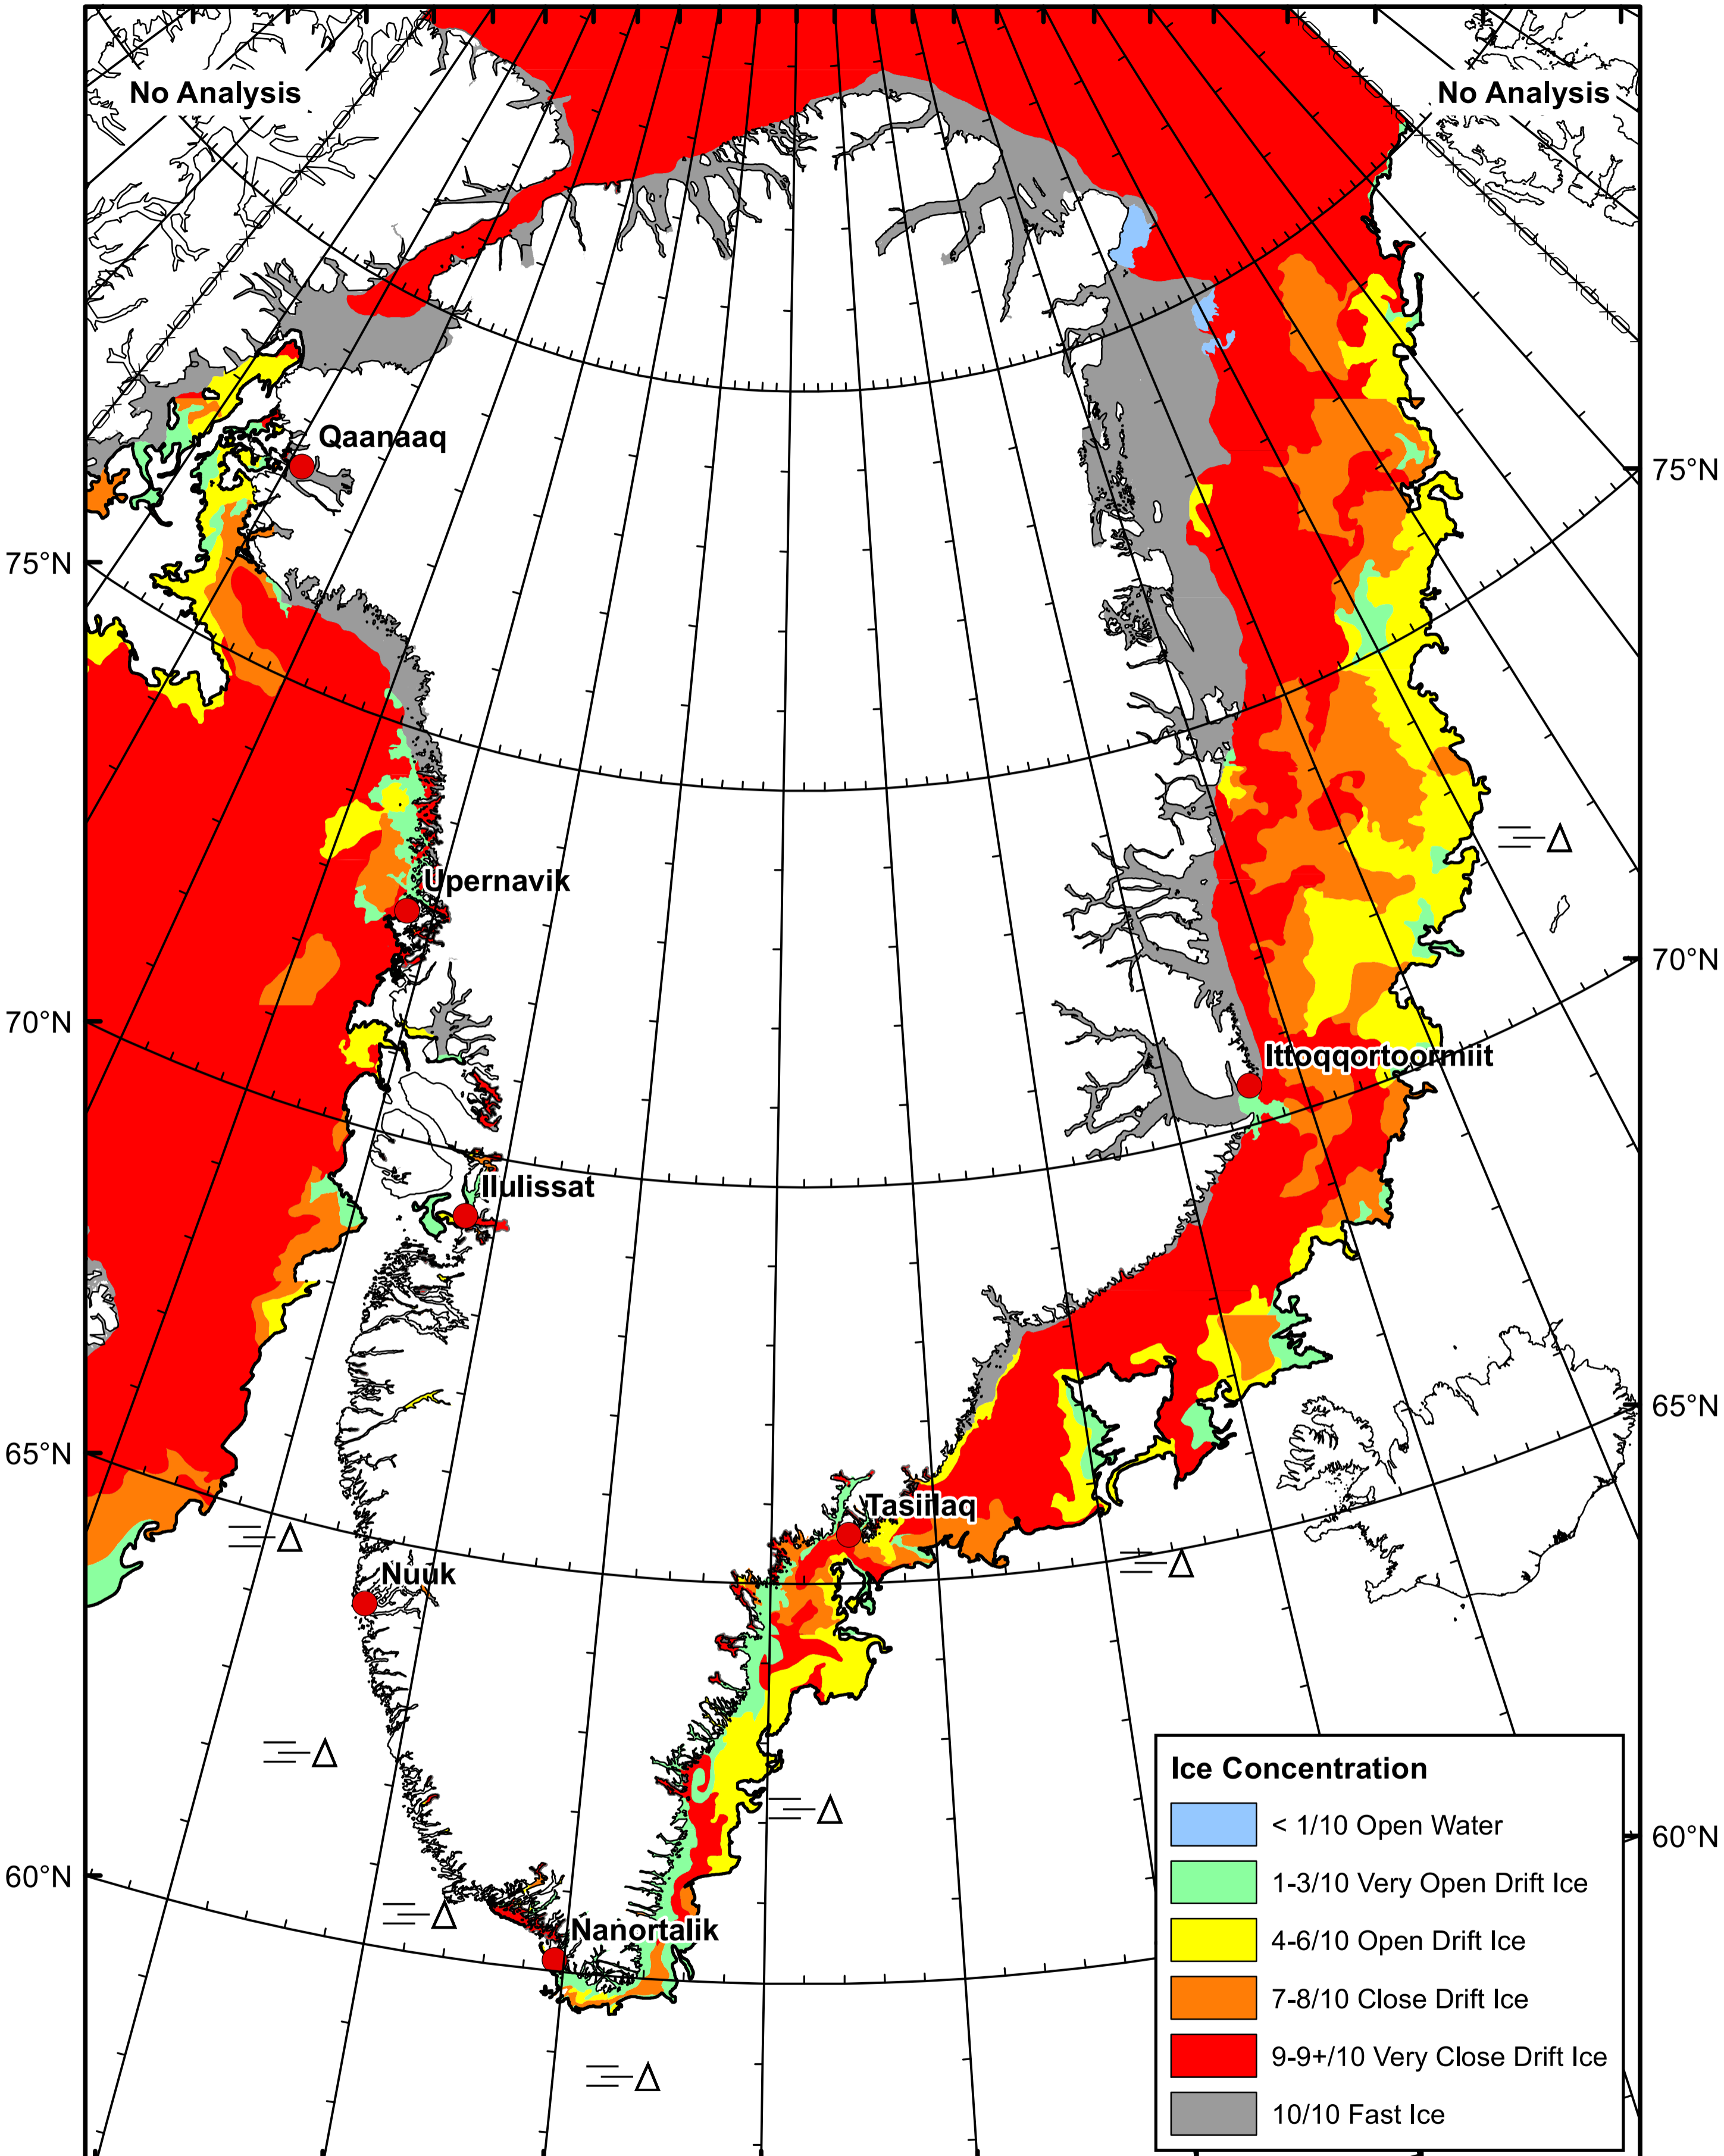 No Analysis
No Analysis
Qaanaaq
75°N
75°N
Upernavik
70°N
70°N
Ittoqqortoormiit
Ilulissat
65°N
65°N
Tasiilaq
Nuuk
60°N
60°N
Nanortalik
Ice Concentration
< 1/10 Open Water
1-3/10 Very Open Drift Ice
4-6/10 Open Drift Ice
7-8/10 Close Drift Ice
9-9+/10 Very Close Drift Ice
10/10 Fast Ice